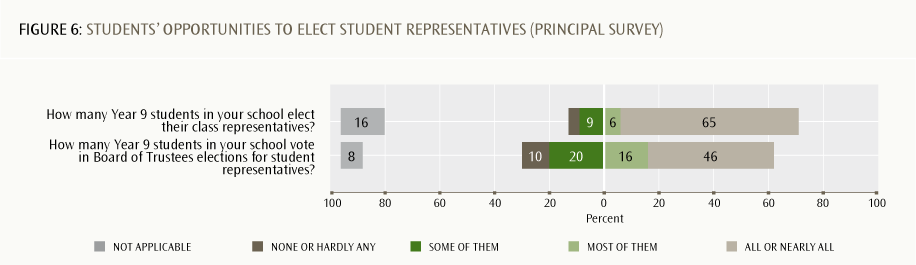 FIGURE 6: STUDENTS' OPPORTUNITIES TO ELECT STUDENT REPRESENTATIVES (PRINCIPAL SURVEY)
How many Year 9 students in your school elect
their class representatives?
16 9 6 65
How many Year 9 students in your school vote
in Board of Trustees elections for student
representatives?
8 10 20 16 46
100 80 60 40 20 0 20 40 60 80 100
Percent
NOT APPLICABLE NONE OR HARDLY ANY SOME OF THEM MOST OF THEM ALL OR NEARLY ALL